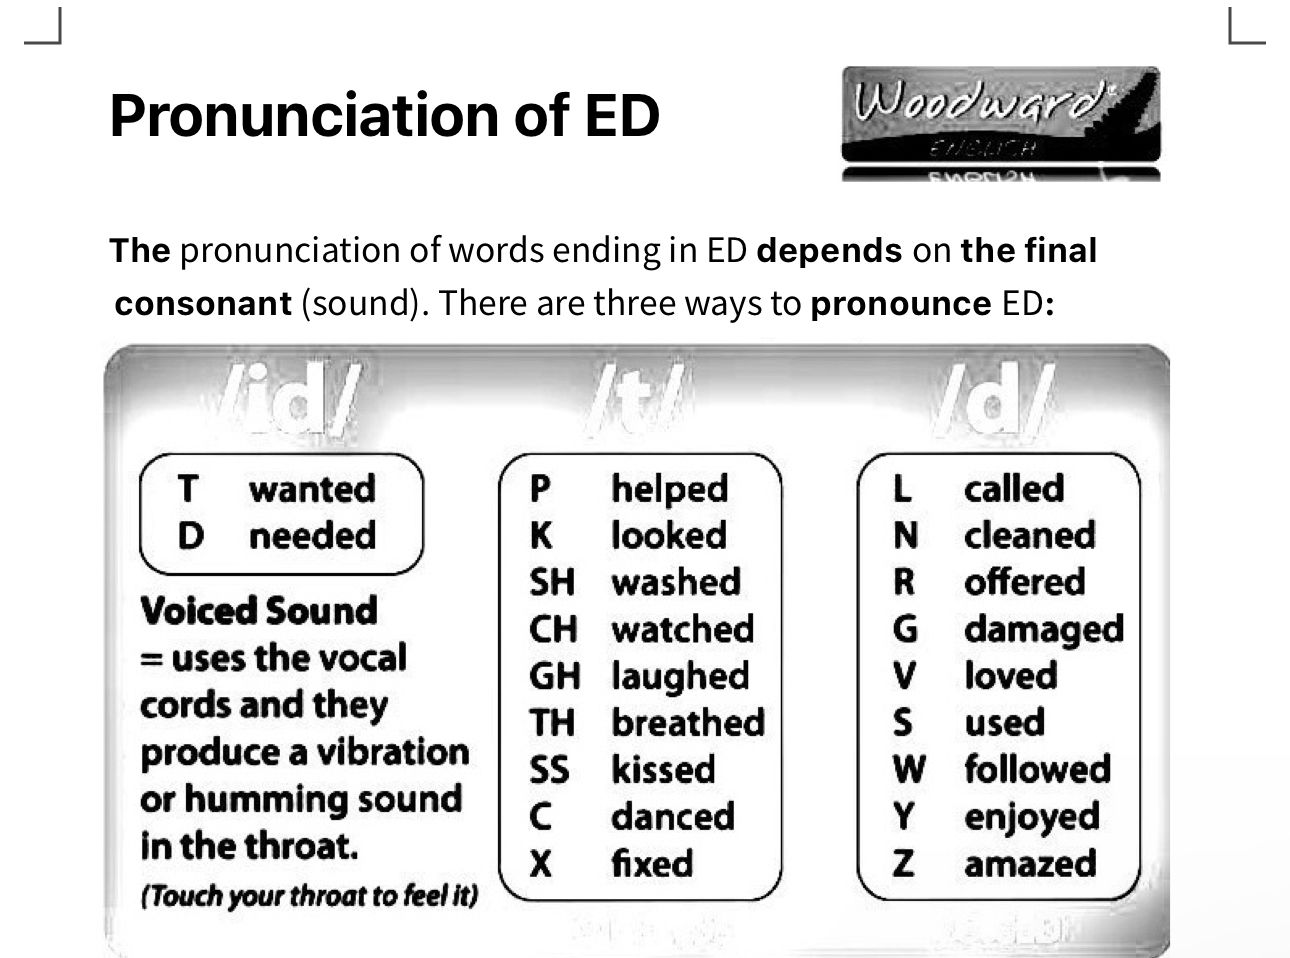 Pronunciation of ED
Woodward®
ENGLISH
The pronunciation of words ending in ED depends on the final
consonant (sound). There are three ways to pronounce ED:
/id/ /t/ /d/
T wanted
D needed
Voiced Sound
= uses the vocal
cords and they
produce a vibration
or humming sound
in the throat.
(Touch your throat to feel it)
P helped
K looked
SH washed
CH watched
GH laughed
TH breathed
SS kissed
C danced
X fixed
L called
N cleaned
R offered
G damaged
V loved
S used
W followed
Y enjoyed
Z amazed